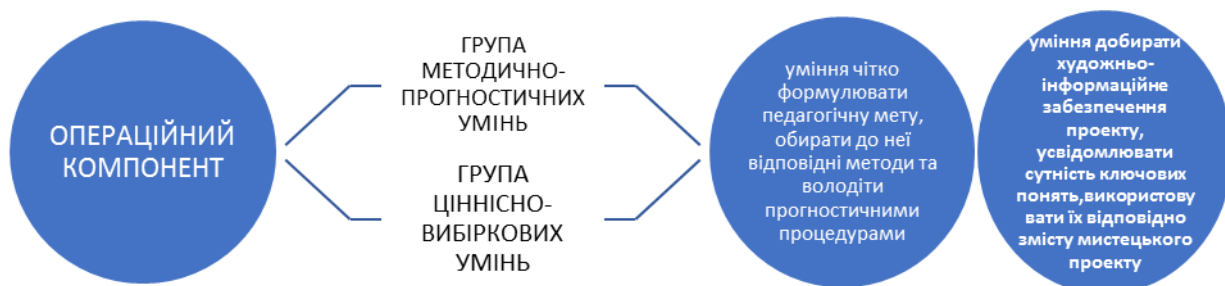 ОПЕРАЦІЙНИЙ
КОМПОНЕНТ
ГРУПА
МЕТОДИЧНО-
ПРОГНОСТИЧНИХ
УМІНЬ
ГРУПА
ЦІННІСНО-
ВИБІРКОВИХ
УМІНЬ
уміння чітко
формулювати
педагогічну мету,
обирати до неї
відповідні методи та
володіти
прогностичними
процедурами
уміння добирати
художньо-
інформаційне
забезпечення
проекту,
усвідомлювати
сутність ключових
понять,використову
вати їх відповідно
змісту мистецького
проекту